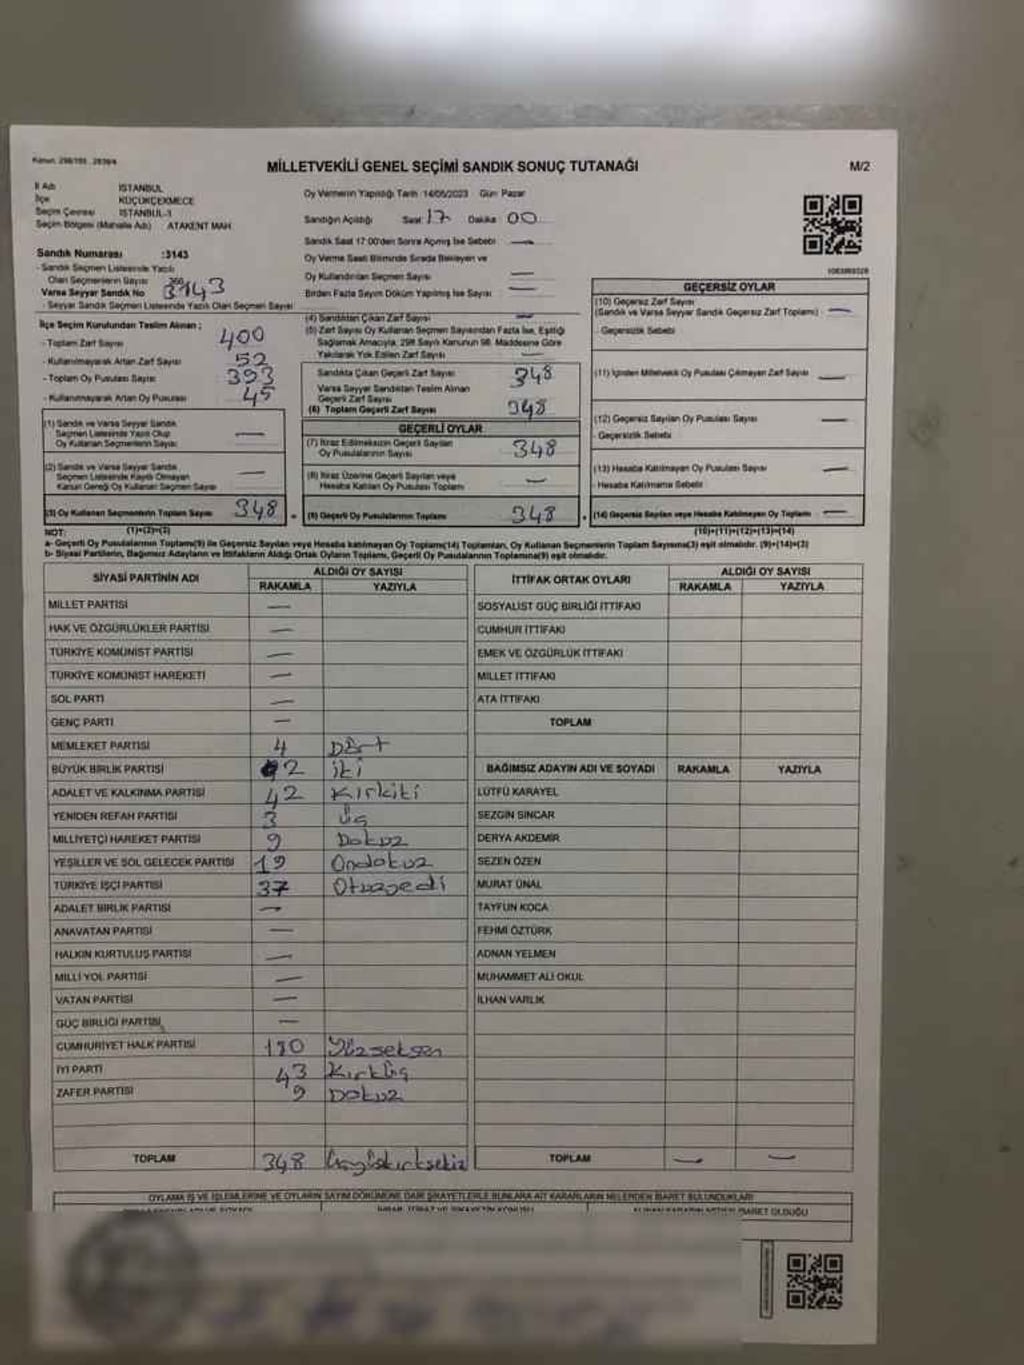 Kanun: 298/105 . 2839/4
MİLLETVEKİLİ GENEL SEÇİMİ SANDIK SONUÇ TUTANAĞI
M/2
İl Adı İSTANBUL
İlçe KÜÇÜKÇEKMECE
Seçim Çevresi İSTANBUL-3
Seçim Bölgesi (Mahalle Adı) ATAKENT MAH.
Oy Vermenin Yapıldığı Tarih :14/05/2023 Gün: Pazar
Sandığın Açıldığı Saat 17 Dakika 00
Sandık Saat 17:00'den Sonra Açılmış İse Sebebi —
Oy Verme Saati Bitiminde Sırada Bekleyen ve
Oy Kullandırılan Seçmen Sayısı —
Birden Fazla Sayım Döküm Yapılmış İse Sayısı —
Sandık Numarası :3143
- Sandık Seçmen Listesinde Yazılı
Olan Seçmenlerin Sayısı
Varsa Seyyar Sandık No 3143
- Seyyar Sandık Seçmen Listesinde Yazılı Olan Seçmen Sayısı
İlçe Seçim Kurulundan Teslim Alınan ;
- Toplam Zarf Sayısı 400
- Kullanılmayarak Artan Zarf Sayısı 52
- Toplam Oy Pusulası Sayısı 393
- Kullanılmayarak Artan Oy Pusulası 45
(1) Sandık ve Varsa Seyyar Sandık
Seçmen Listesinde Yazılı Olup
Oy Kullanan Seçmenlerin Sayısı —
(2) Sandık ve Varsa Seyyar Sandık
Seçmen Listesinde Kayıtlı Olmayan
Kanun Gereği Oy Kullanan Seçmen Sayısı —
(3) Oy Kullanan Seçmenlerin Toplam Sayısı 348
(1)+(2)=(3)
(4) Sandıktan Çıkan Zarf Sayısı —
(5) Zarf Sayısı Oy Kullanan Seçmen Sayısından Fazla İse, Eşitliği
Sağlamak Amacıyla, 298 Sayılı Kanunun 98. Maddesine Göre
Yakılarak Yok Edilen Zarf Sayısı —
Sandıkta Çıkan Geçerli Zarf Sayısı 348
Varsa Seyyar Sandıktan Teslim Alınan
(6) Toplam Geçerli Zarf Sayısı 348
GEÇERLİ OYLAR
(7) İtiraz Edilmeksizin Geçerli Sayılan
Oy Pusulalarının Sayısı 348
(8) İtiraz Üzerine Geçerli Sayılan veya
Hesaba Katılan Oy Pusulası Toplamı —
(9) Geçerli Oy Pusulalarının Toplamı 348
GEÇERSİZ OYLAR
(10) Geçersiz Zarf Sayısı
(Sandık ve Varsa Seyyar Sandık Geçersiz Zarf Toplamı) —
- Geçersizlik Sebebi
(11) İçinden Milletvekili Oy Pusulası Çıkmayan Zarf Sayısı —
(12) Geçersiz Sayılan Oy Pusulası Sayısı —
- Geçersizlik Sebebi
(13) Hesaba Katılmayan Oy Pusulası Sayısı —
- Hesaba Katılmama Sebebi
(14) Geçersiz Sayılan veya Hesaba Katılmayan Oy Toplamı —
(10)+(11)+(12)+(13)=(14)
NOT:
a- Geçerli Oy Pusulalarının Toplamı(9) ile Geçersiz Sayılan veya Hesaba katılmayan Oy Toplamı(14) Toplamları, Oy Kullanan Seçmenlerin Toplam Sayısına(3) eşit olmalıdır. (9)+(14)=(3)
b- Siyasi Partilerin, Bağımsız Adayların ve İttifakların Aldığı Ortak Oyların Toplamı, Geçerli Oy Pusulalarının Toplamına(9) eşit olmalıdır.
SİYASİ PARTİNİN ADI ALDIĞI OY SAYISI
RAKAMLA YAZIYLA
MİLLET PARTİSİ —
HAK VE ÖZGÜRLÜKLER PARTİSİ —
TÜRKİYE KOMÜNİST PARTİSİ —
TÜRKİYE KOMÜNİST HAREKETİ —
SOL PARTİ —
GENÇ PARTİ —
MEMLEKET PARTİSİ 4 Dört
BÜYÜK BİRLİK PARTİSİ 2 iki
ADALET VE KALKINMA PARTİSİ 42 Kırkiki
YENİDEN REFAH PARTİSİ 3 Üç
MİLLİYETÇİ HAREKET PARTİSİ 9 Dokuz
YEŞİLLER VE SOL GELECEK PARTİSİ 19 Ondokuz
TÜRKİYE İŞÇİ PARTİSİ 37 Otuzyedi
ADALET BİRLİK PARTİSİ —
ANAVATAN PARTİSİ —
HALKIN KURTULUŞ PARTİSİ —
MİLLİ YOL PARTİSİ —
VATAN PARTİSİ —
GÜÇ BİRLİĞİ PARTİSİ —
CUMHURİYET HALK PARTİSİ 180 Yüzseksen
İYİ PARTİ 43 Kırküç
ZAFER PARTİSİ 9 Dokuz
TOPLAM 348 Üçyüzkırksekiz
İTTİFAK ORTAK OYLARI ALDIĞI OY SAYISI
RAKAMLA YAZIYLA
SOSYALİST GÜÇ BİRLİĞİ İTTİFAKI
CUMHUR İTTİFAKI
EMEK VE ÖZGÜRLÜK İTTİFAKI
MİLLET İTTİFAKI
ATA İTTİFAKI
TOPLAM
BAĞIMSIZ ADAYIN ADI VE SOYADI RAKAMLA YAZIYLA
LÜTFÜ KARAYEL
SEZGİN SİNCAR
DERYA AKDEMİR
SEZEN ÖZEN
MURAT ÜNAL
TAYFUN KOCA
FEHMİ ÖZTÜRK
ADNAN YELMEN
MUHAMMET ALİ OKUL
İLHAN VARLIK
TOPLAM — —
OYLAMA İŞ VE İŞLEMLERİNE VE OYLARIN SAYIM DÖKÜMÜNE DAİR ŞİKAYETLERLE BUNLARA AİT KARARLARIN NELERDEN İBARET BULUNDUKLARI